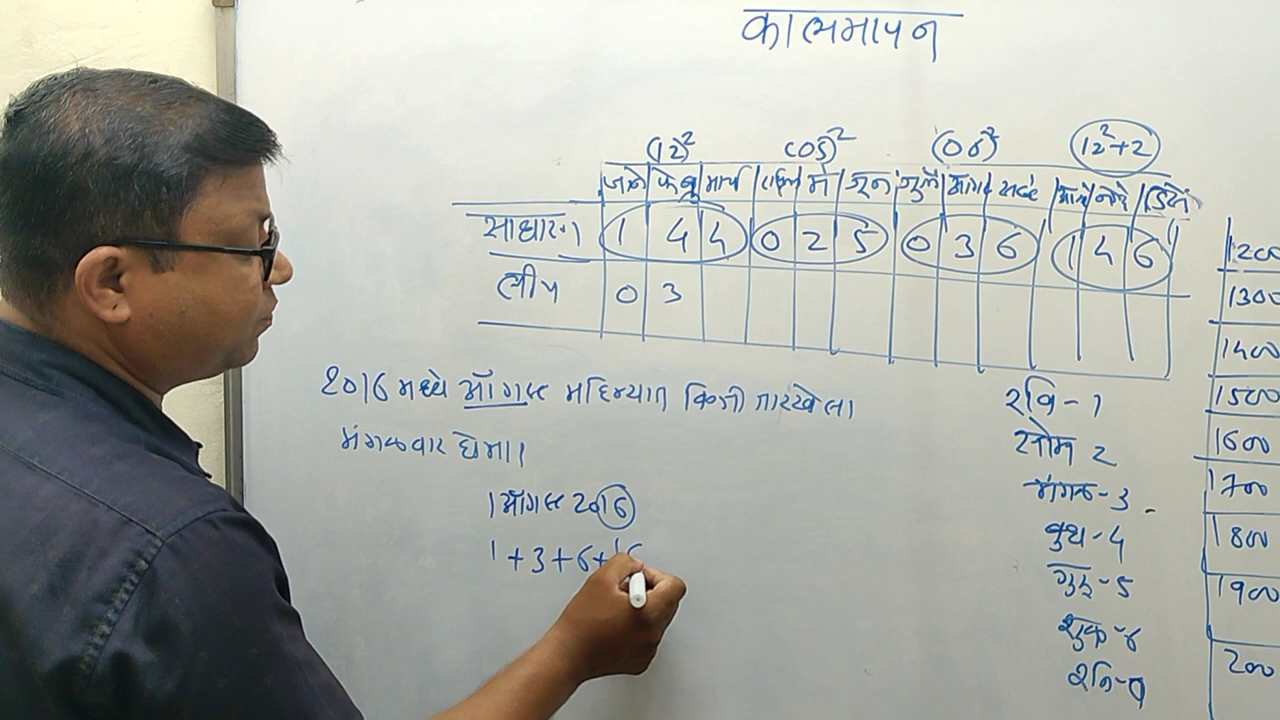 कालमापन
(12)² (05)² (06)² 12²+2
जाने फेब्रु मार्च एप्रिल मे जून जुलै ऑग सप्टें ऑक्टो नोव्हें डिसें
साधारण 1 4 4 0 2 5 0 3 6 1 4 6
लीप 0 3
2016 मध्ये ऑगस्ट महिन्यात किती तारखेला
मंगळवार येमा।
1 ऑगस्ट 2016
1+3+6+16
रवि-1
सोम 2
मंगळ-3
बुध-4
गुरु-5
शुक्र-6
शनि-0
1200
1300
1400
1500
1600
1700
1800
1900
200